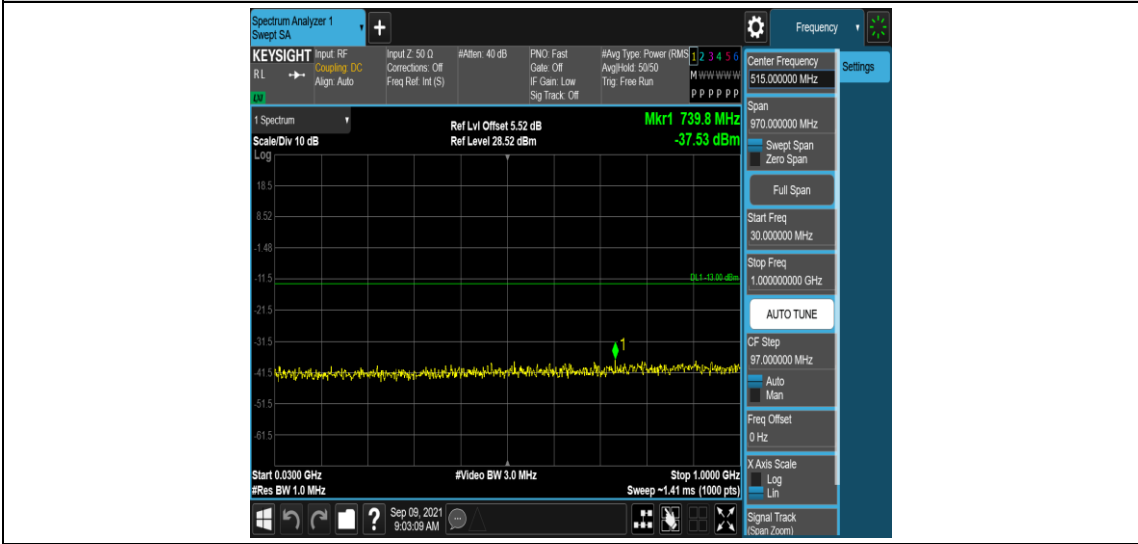 Spectrum Analyzer 1
Swept SA
+
Frequency
KEYSIGHT
RL
Input: RF
Coupling: DC
Align: Auto
Input Z: 50 Ω
Corrections: Off
Freq Ref: Int (S)
#Atten: 40 dB
PNO: Fast
Gate: Off
IF Gain: Low
Sig Track: Off
#Avg Type: Power (RMS
Avg|Hold: 50/50
Trig: Free Run
1 2 3 4 5 6
M W W W W W
P P P P P P
1 Spectrum
Scale/Div 10 dB
Log
Ref Lvl Offset 5.52 dB
Ref Level 28.52 dBm
Mkr1 739.8 MHz
-37.53 dBm
18.5
8.52
-1.48
-11.5
-21.5
-31.5
-41.5
-51.5
-61.5
DL1 -13.00 dBm
1
Start 0.0300 GHz
#Res BW 1.0 MHz
#Video BW 3.0 MHz
Stop 1.0000 GHz
Sweep ~1.41 ms (1000 pts)
Center Frequency
515.000000 MHz
Settings
Span
970.000000 MHz
Swept Span
Zero Span
Full Span
Start Freq
30.000000 MHz
Stop Freq
1.000000000 GHz
AUTO TUNE
CF Step
97.000000 MHz
Auto
Man
Freq Offset
0 Hz
X Axis Scale
Log
Lin
Signal Track
(Span Zoom)
?
Sep 09, 2021
9:03:09 AM